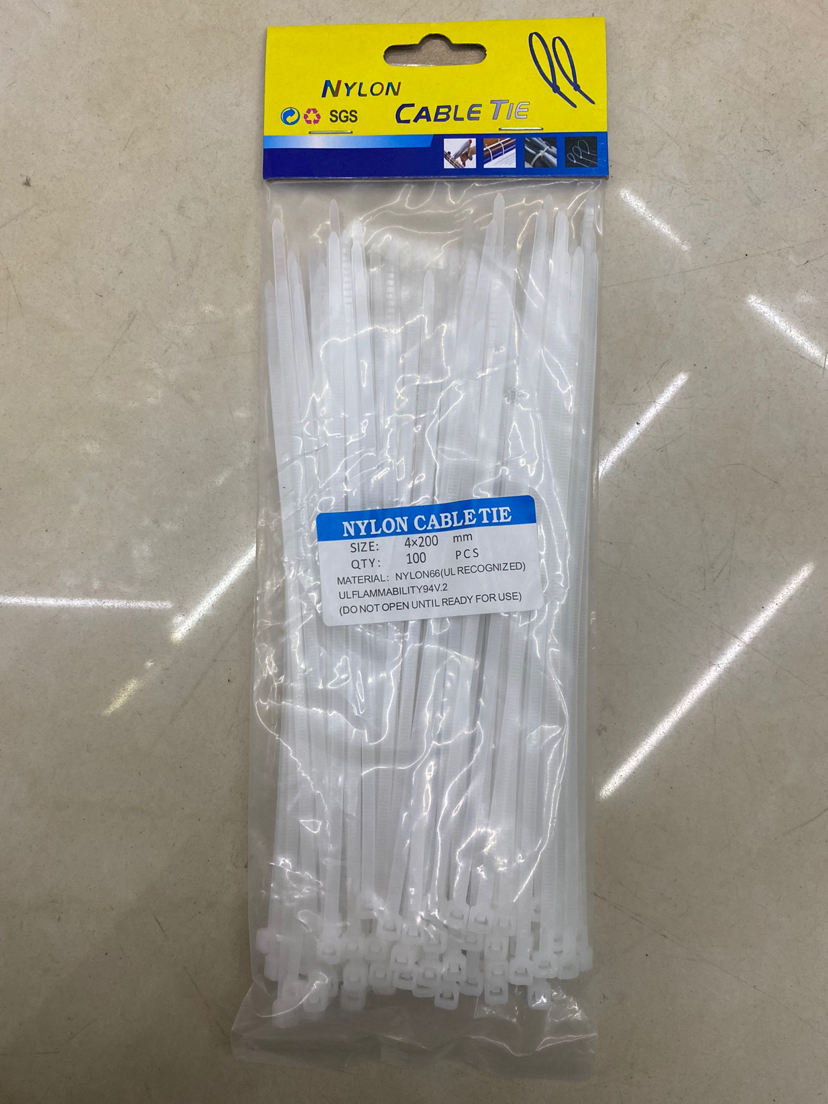 NYLON
CABLE TIE
SGS
NYLON CABLE TIE
SIZE: 4×200 mm
QTY: 100 PCS
MATERIAL: NYLON66(UL RECOGNIZED)
ULFLAMMABILITY94V.2
(DO NOT OPEN UNTIL READY FOR USE)